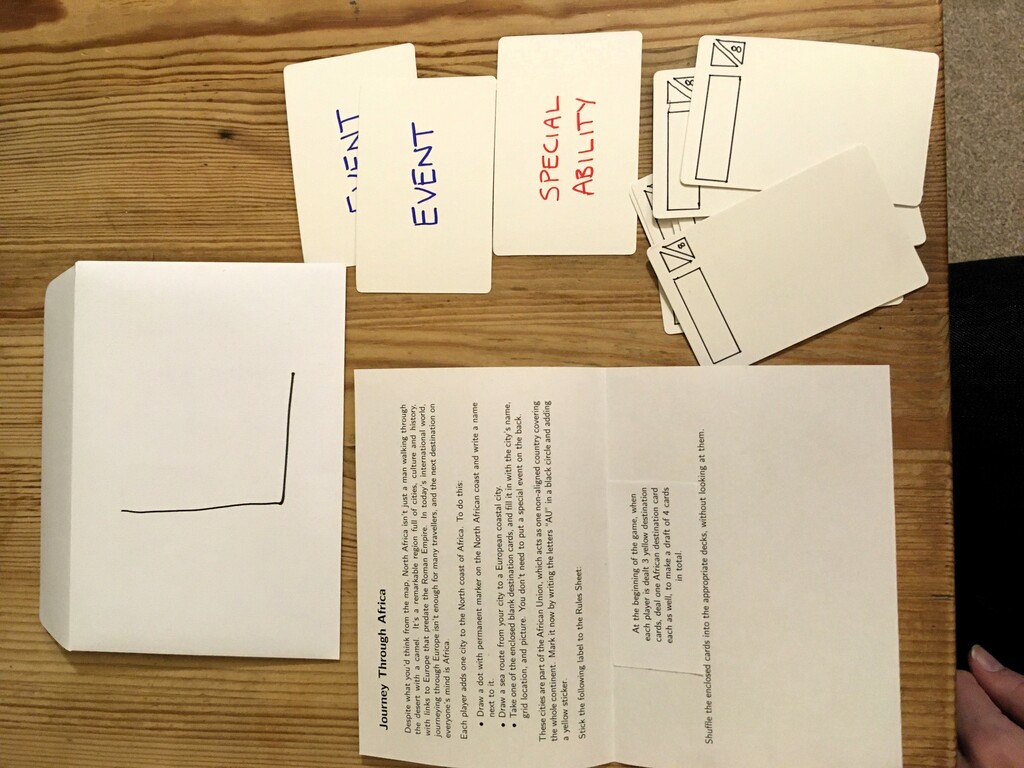 L
Journey Through Africa
Despite what you'd think from the map, North Africa isn't just a man walking through
the desert with a camel. It's a remarkable region full of cities, culture and history,
with links to Europe that predate the Roman Empire. In today's international world,
journeying through Europe isn't enough for many travellers, and the next destination on
everyone's mind is Africa.
Each player adds one city to the North coast of Africa. To do this:
• Draw a dot with permanent marker on the North African coast and write a name
next to it.
• Draw a sea route from your city to a European coastal city.
• Take one of the enclosed blank destination cards, and fill it in with the city's name,
grid location, and picture. You don't need to put a special event on the back.
These cities are part of the African Union, which acts as one non-aligned country covering
the whole continent. Mark it now by writing the letters "AU" in a black circle and adding
a yellow sticker.
Stick the following label to the Rules Sheet:
At the beginning of the game, when
each player is dealt 3 yellow destination
cards, deal one African destination card
each as well, to make a draft of 4 cards
in total.
Shuffle the enclosed cards into the appropriate decks, without looking at them.
EVENT
EVENT
SPECIAL
ABILITY
8
8
8